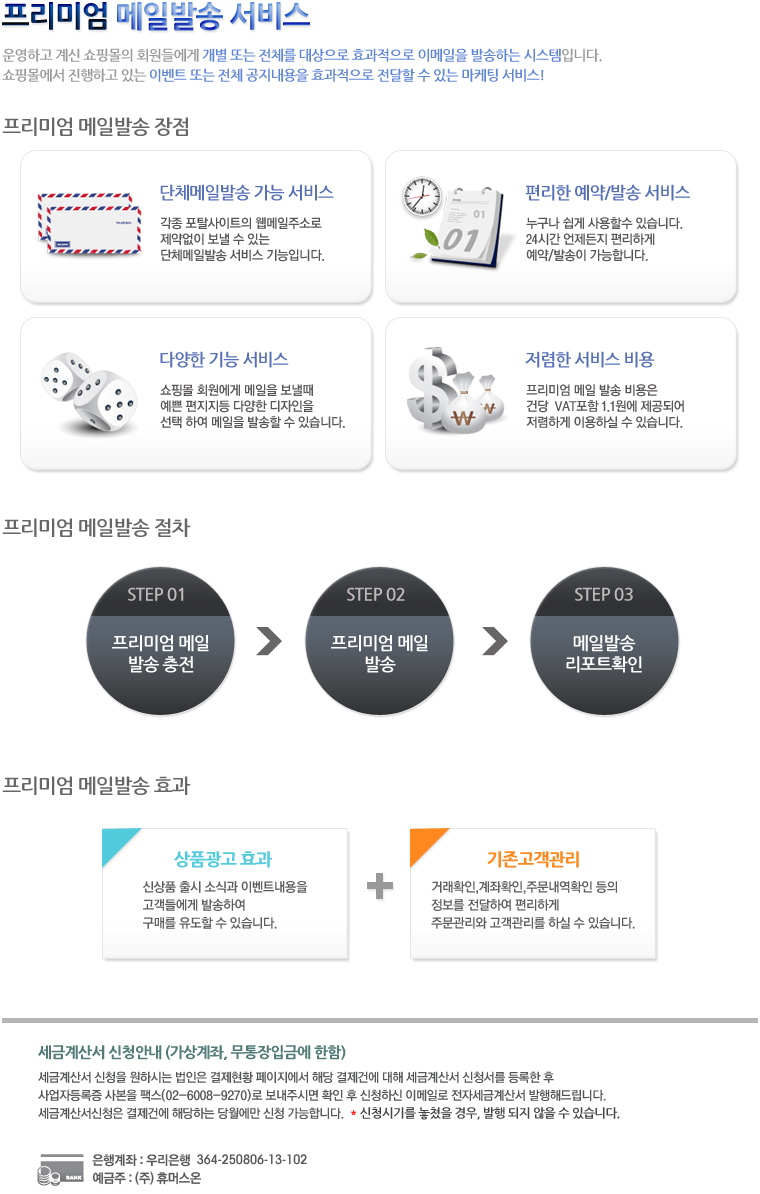 프리미엄 메일발송 서비스
운영하고 계신 쇼핑몰의 회원들에게 개별 또는 전체를 대상으로 효과적으로 이메일을 발송하는 시스템입니다.
쇼핑몰에서 진행하고 있는 이벤트 또는 전체 공지내용을 효과적으로 전달할 수 있는 마케팅 서비스!
프리미엄 메일발송 장점
단체메일발송 가능 서비스
각종 포탈사이트의 웹메일주소로
제약없이 보낼 수 있는
단체메일발송 서비스 기능입니다.
01
01
편리한 예약/발송 서비스
누구나 쉽게 사용할수 있습니다.
24시간 언제든지 편리하게
예약/발송이 가능합니다.
다양한 기능 서비스
쇼핑몰 회원에게 메일을 보낼때
예쁜 편지지등 다양한 디자인을
선택 하여 메일을 발송할 수 있습니다.
저렴한 서비스 비용
프리미엄 메일 발송 비용은
건당 VAT포함 1.1원에 제공되어
저렴하게 이용하실 수 있습니다.
프리미엄 메일발송 절차
STEP 01
프리미엄 메일
발송 충전
STEP 02
프리미엄 메일
발송
STEP 03
메일발송
리포트확인
프리미엄 메일발송 효과
상품광고 효과
신상품 출시 소식과 이벤트내용을
고객들에게 발송하여
구매를 유도할 수 있습니다.
기존고객관리
거래확인,계좌확인,주문내역확인 등의
정보를 전달하여 편리하게
주문관리와 고객관리를 하실 수 있습니다.
세금계산서 신청안내 (가상계좌, 무통장입금에 한함)
세금계산서 신청을 원하시는 법인은 결제현황 페이지에서 해당 결제건에 대해 세금계산서 신청서를 등록한 후
사업자등록증 사본을 팩스(02-6008-9270)로 보내주시면 확인 후 신청하신 이메일로 전자세금계산서 발행해드립니다.
세금계산서신청은 결제건에 해당하는 당월에만 신청 가능합니다. * 신청시기를 놓쳤을 경우, 발행 되지 않을 수 있습니다.
BANK
은행계좌 : 우리은행 364-250806-13-102
예금주 : (주) 휴머스온